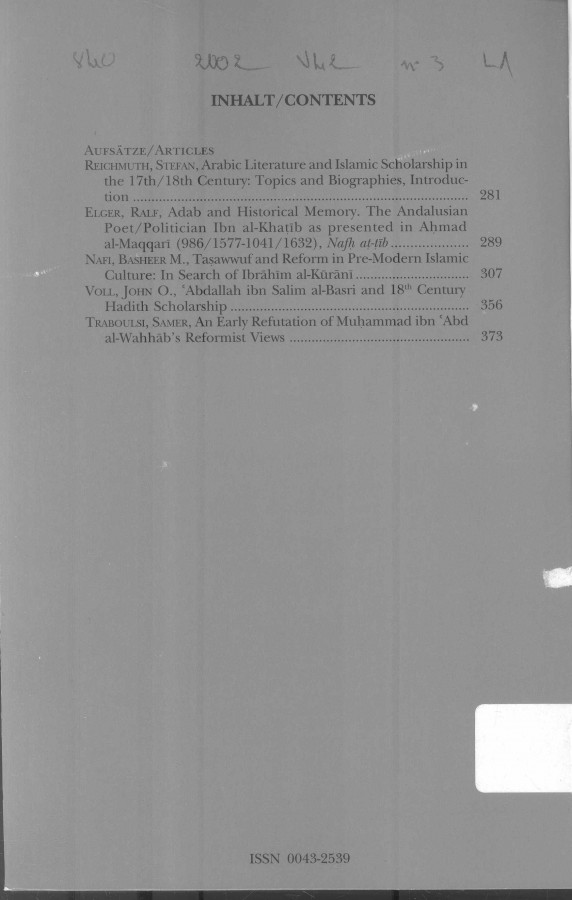 840 2002 V42 n° 3 LA
INHALT/CONTENTS
AUFSÄTZE/ARTICLES
REICHMUTH, STEFAN, Arabic Literature and Islamic Scholarship in
the 17th/18th Century: Topics and Biographies, Introduc-
tion ........................................ 281
ELGER, RALF, Adab and Historical Memory. The Andalusian
Poet/Politician Ibn al-Khaṭīb as presented in Aḥmad
al-Maqqarī (986/1577-1041/1632), Nafḥ aṭ-ṭīb ..................... 289
NAFI, BASHEER M., Taṣawwuf and Reform in Pre-Modern Islamic
Culture: In Search of Ibrāhīm al-Kūrānī .............................. 307
VOLL, JOHN O., ʿAbdallah ibn Salim al-Basri and 18th Century
Hadith Scholarship ................................................................ 356
TRABOULSI, SAMER, An Early Refutation of Muḥammad ibn ʿAbd
al-Wahhāb's Reformist Views ................................................ 373
ISSN 0043-2539